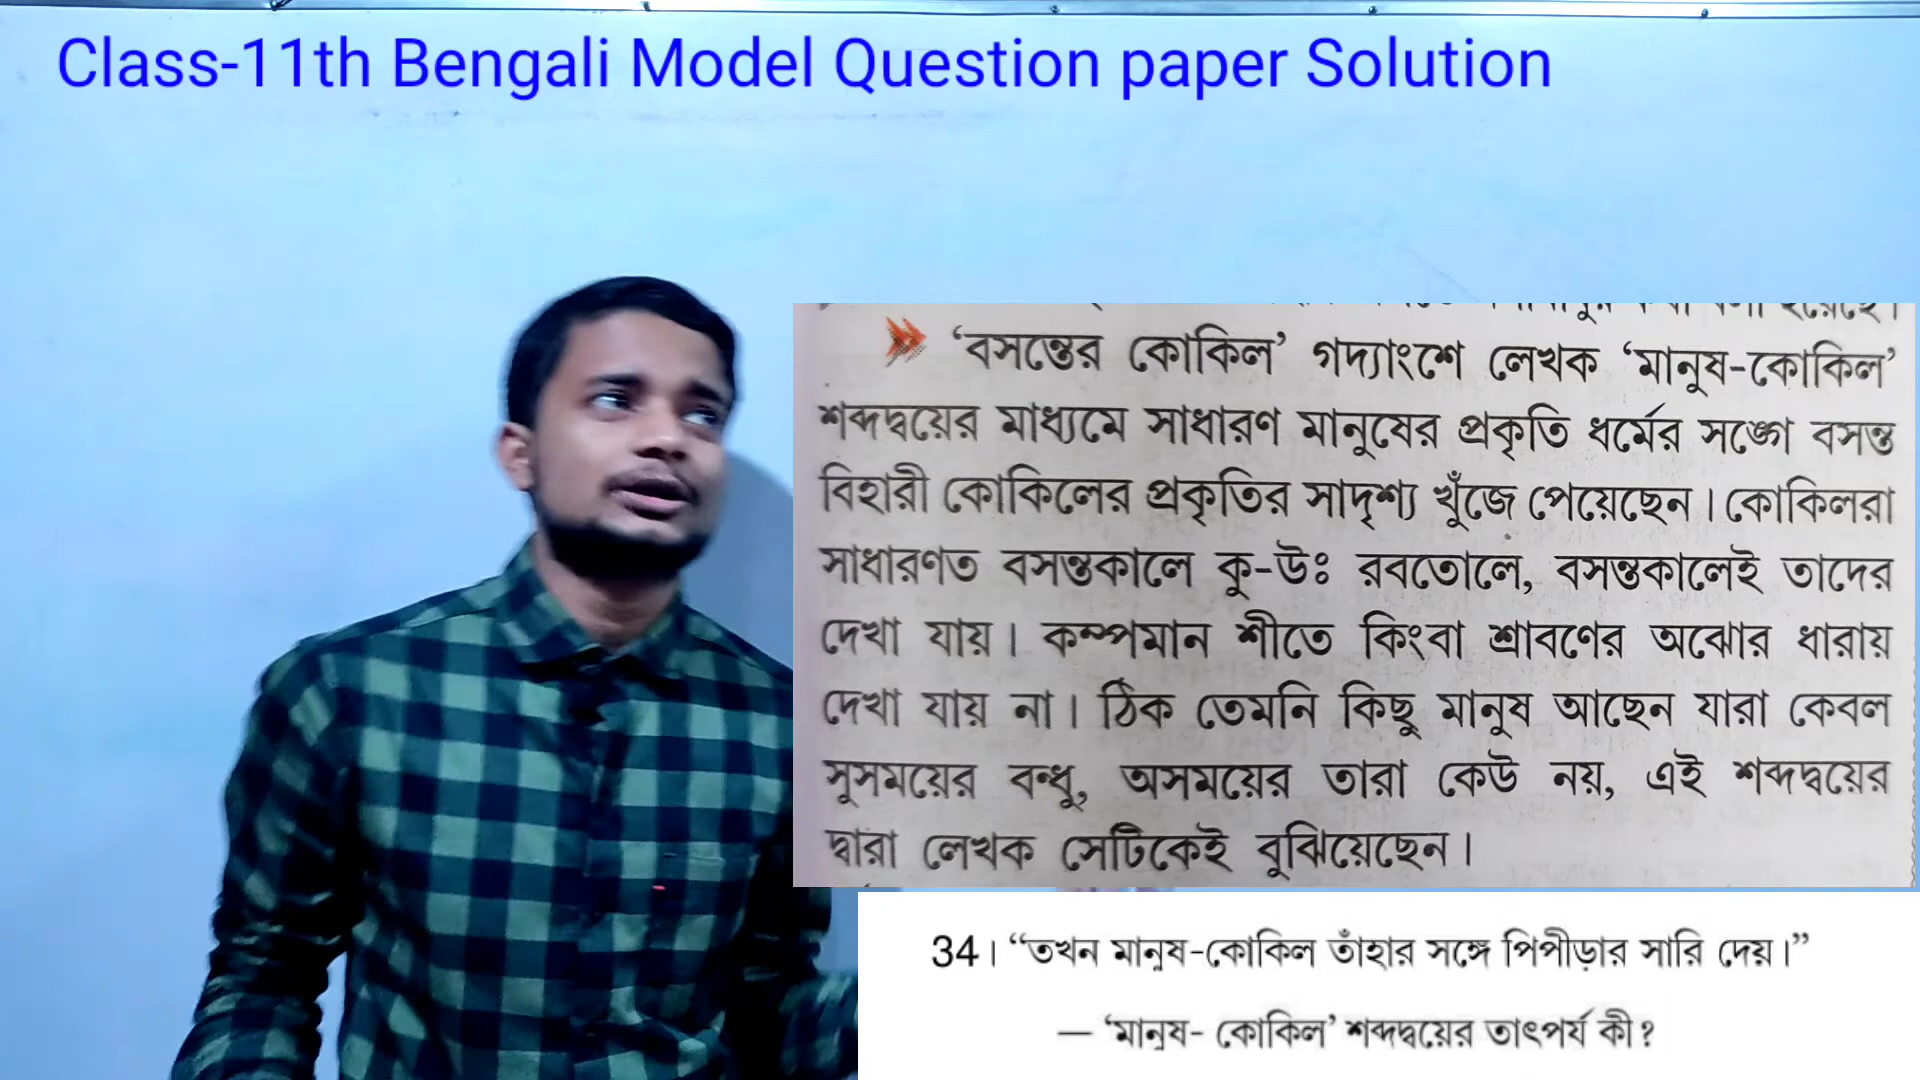 Class-11th Bengali Model Question paper Solution
‘বসন্তের কোকিল’ গদ্যাংশে লেখক ‘মানুষ-কোকিল’
শব্দদ্বয়ের মাধ্যমে সাধারণ মানুষের প্রকৃতি ধর্মের সঙ্গে বসন্ত
বিহারী কোকিলের প্রকৃতির সাদৃশ্য খুঁজে পেয়েছেন। কোকিলরা
সাধারণত বসন্তকালে কু-উঃ রবতোলে, বসন্তকালেই তাদের
দেখা যায়। কম্পমান শীতে কিংবা শ্রাবণের অঝোর ধারায়
দেখা যায় না। ঠিক তেমনি কিছু মানুষ আছেন যারা কেবল
সুসময়ের বন্ধু, অসময়ের তারা কেউ নয়, এই শব্দদ্বয়ের
দ্বারা লেখক সেটিকেই বুঝিয়েছেন।
34। “তখন মানুষ-কোকিল তাঁহার সঙ্গে পিপীড়ার সারি দেয়।”
— ‘মানুষ- কোকিল’ শব্দদ্বয়ের তাৎপর্য কী?